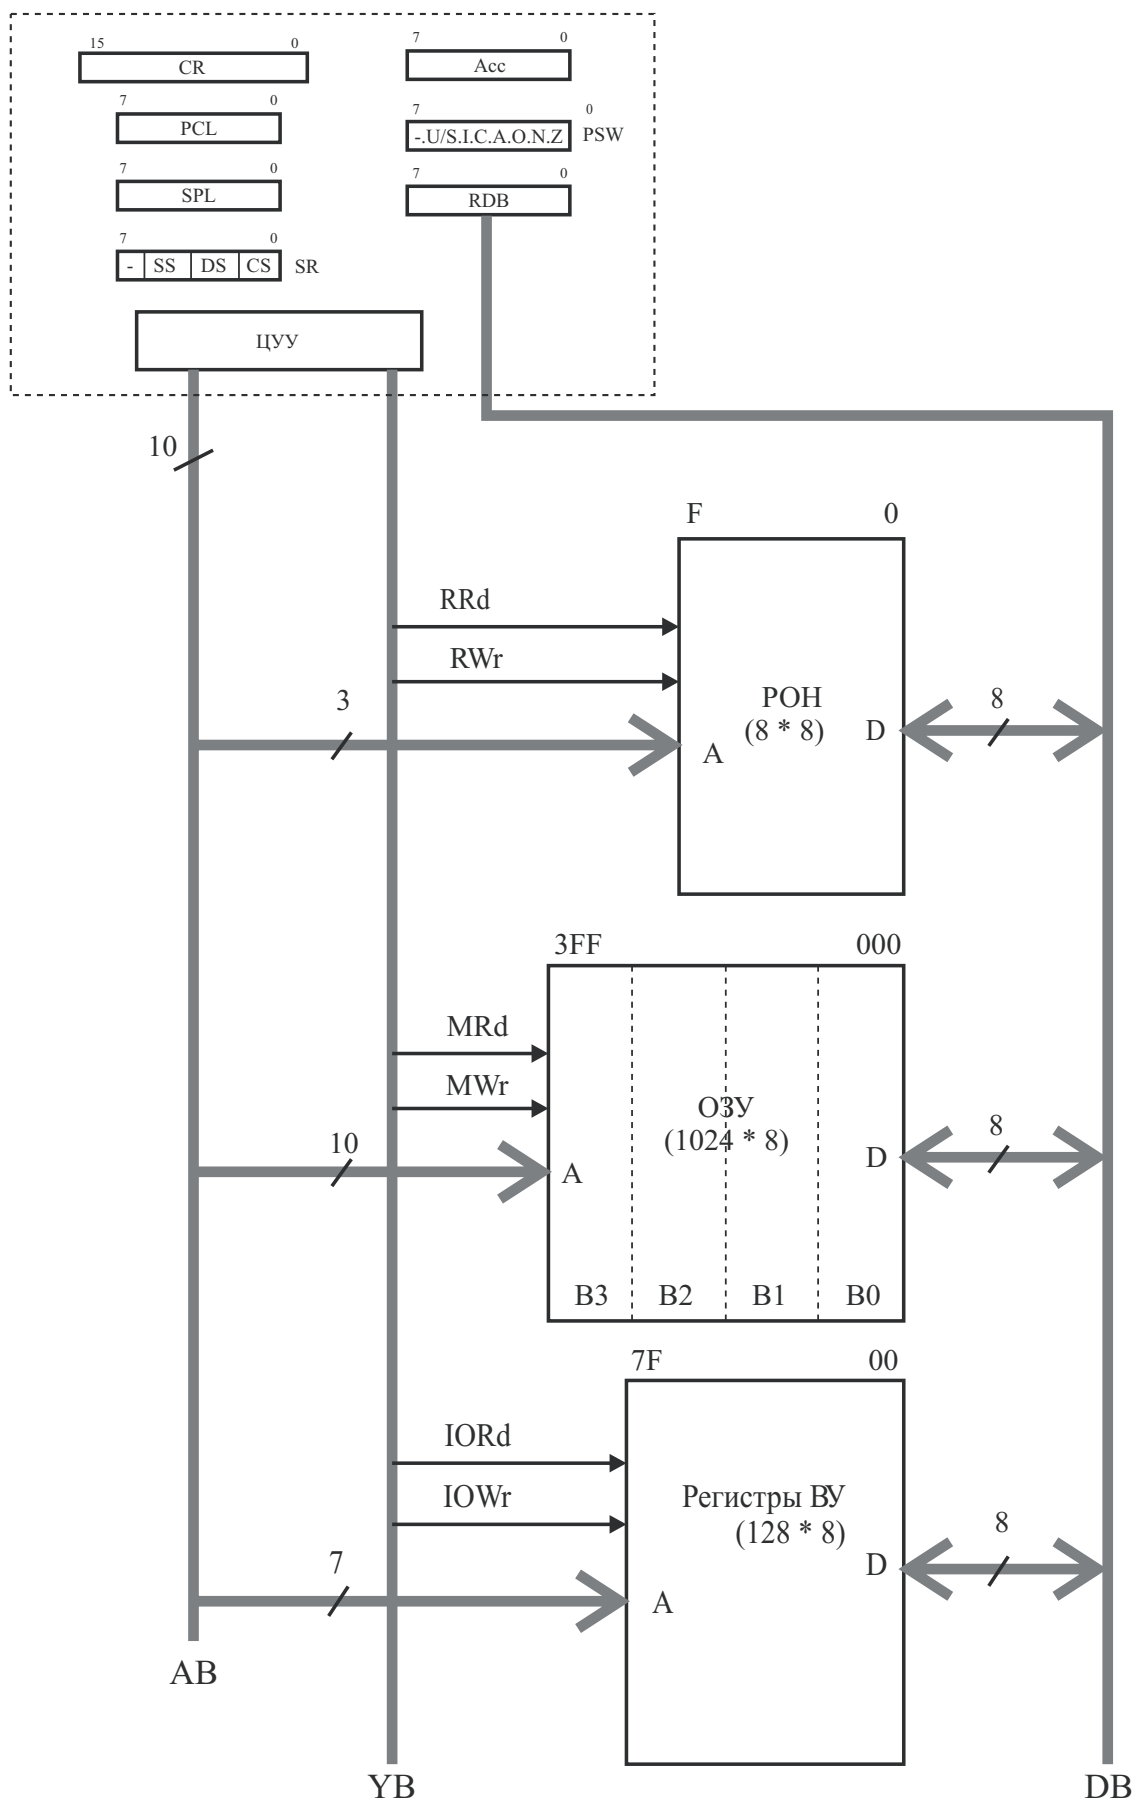 15 0
CR
7 0
PCL
7 0
SPL
7 0
- SS DS CS SR
ЦУУ
7 0
Acc
7 0
-.U/S.I.C.A.O.N.Z PSW
7 0
RDB
10
F 0
RRd
RWr
3
РОН
(8 * 8)
A
D
8
3FF 000
MRd
MWr
10
ОЗУ
(1024 * 8)
A
D
8
B3 B2 B1 B0
7F 00
IORd
IOWr
7
Регистры ВУ
(128 * 8)
A
D
8
AB
YB
DB